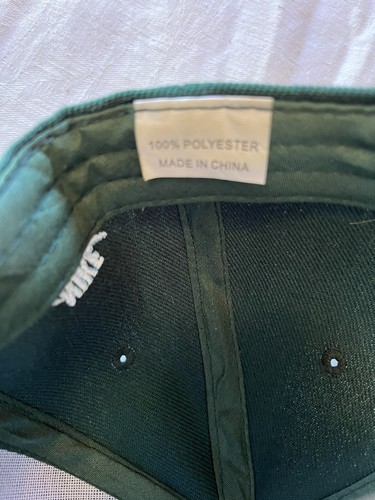 100% POLYESTER
MADE IN CHINA